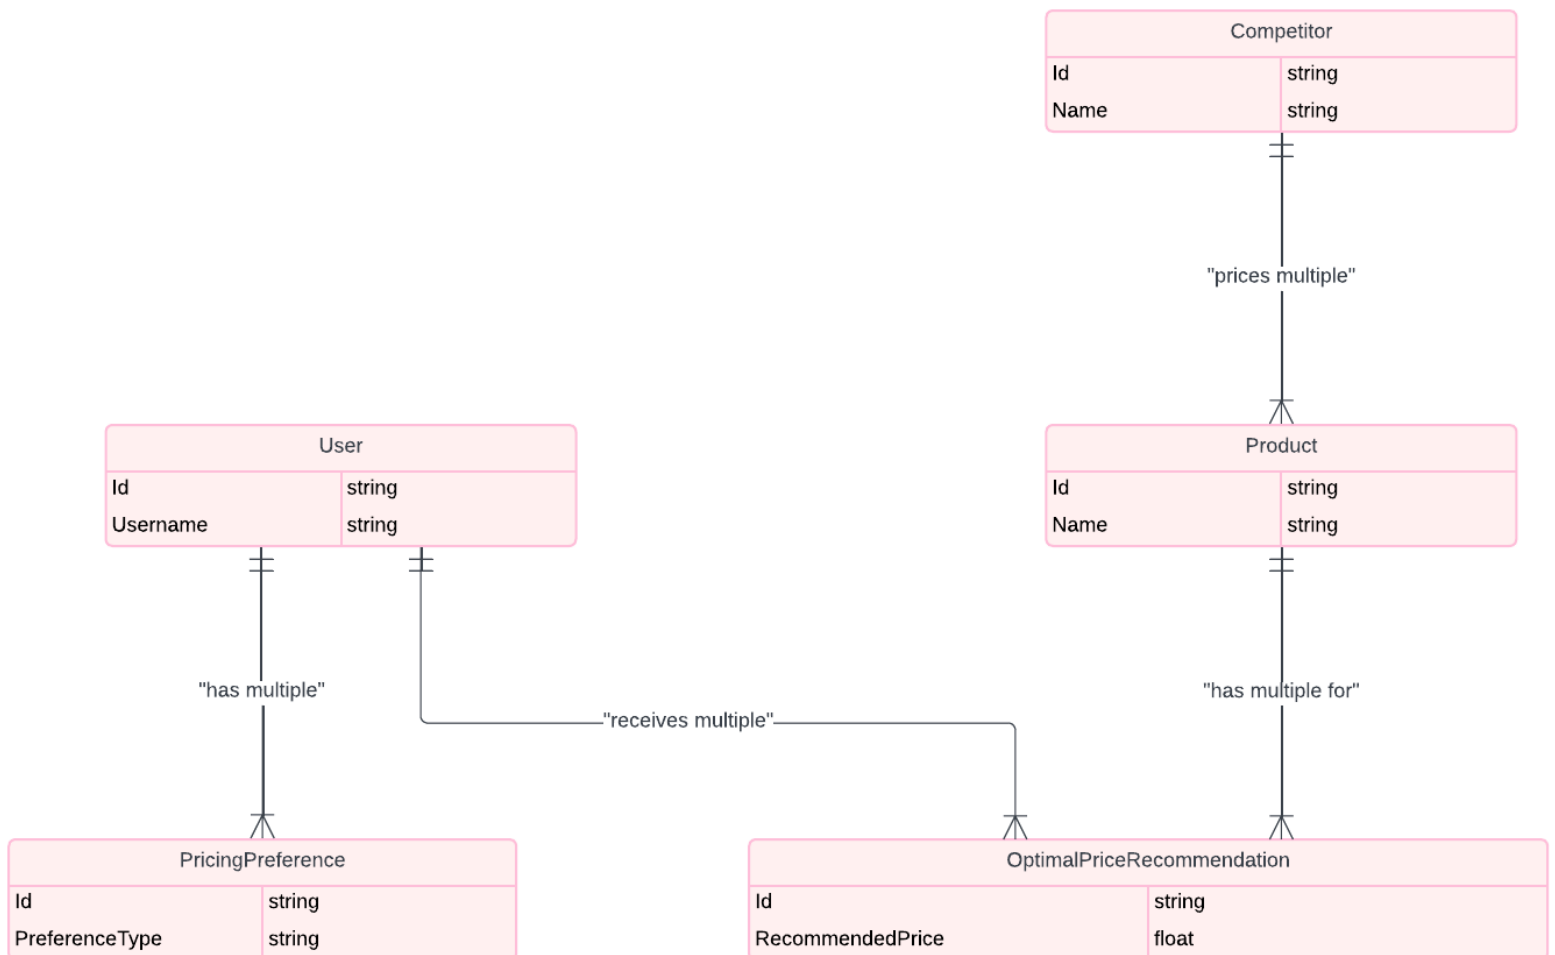 Competitor
Id string
Name string
"prices multiple"
User
Id string
Username string
Product
Id string
Name string
"has multiple"
"receives multiple"
"has multiple for"
PricingPreference
Id string
PreferenceType string
OptimalPriceRecommendation
Id string
RecommendedPrice float